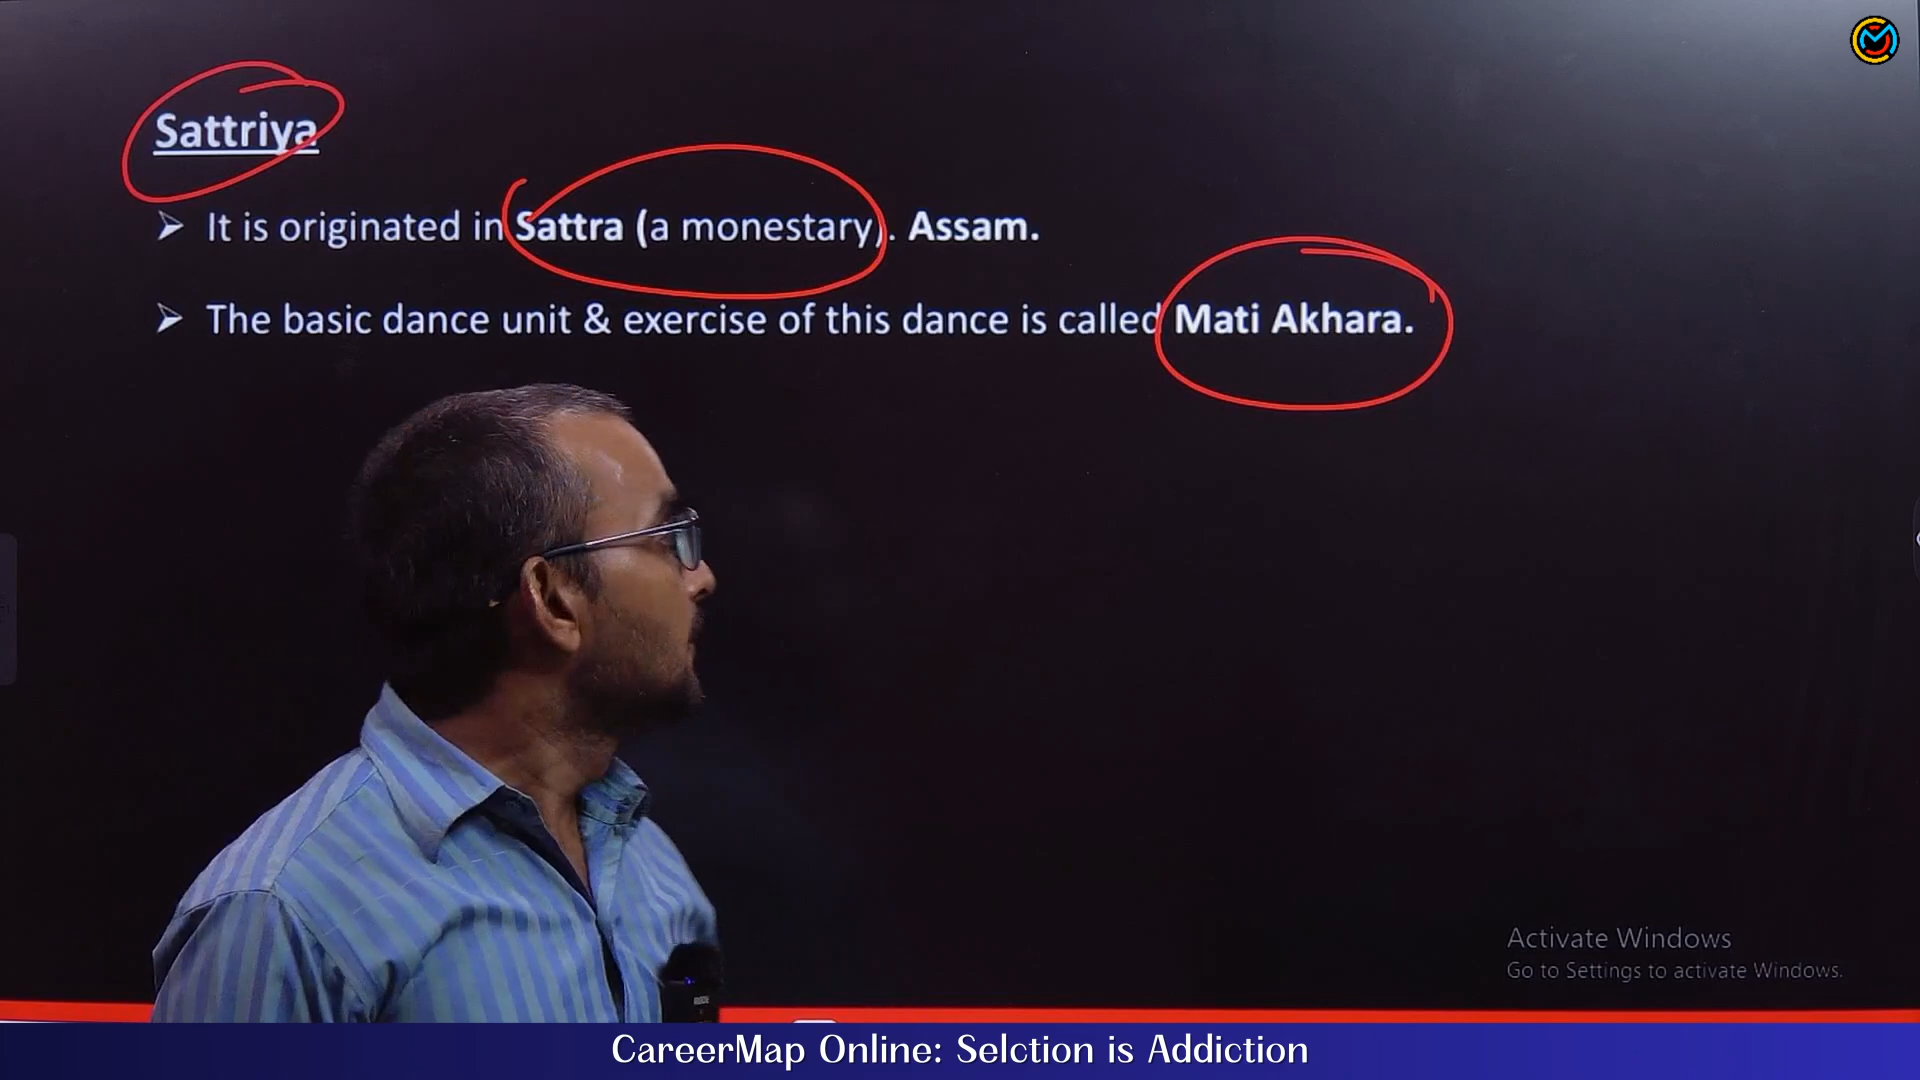 Sattriya
➤ It is originated in Sattra (a monestary). Assam.
➤ The basic dance unit & exercise of this dance is called Mati Akhara.
Activate Windows
Go to Settings to activate Windows.
CareerMap Online: Selction is Addiction